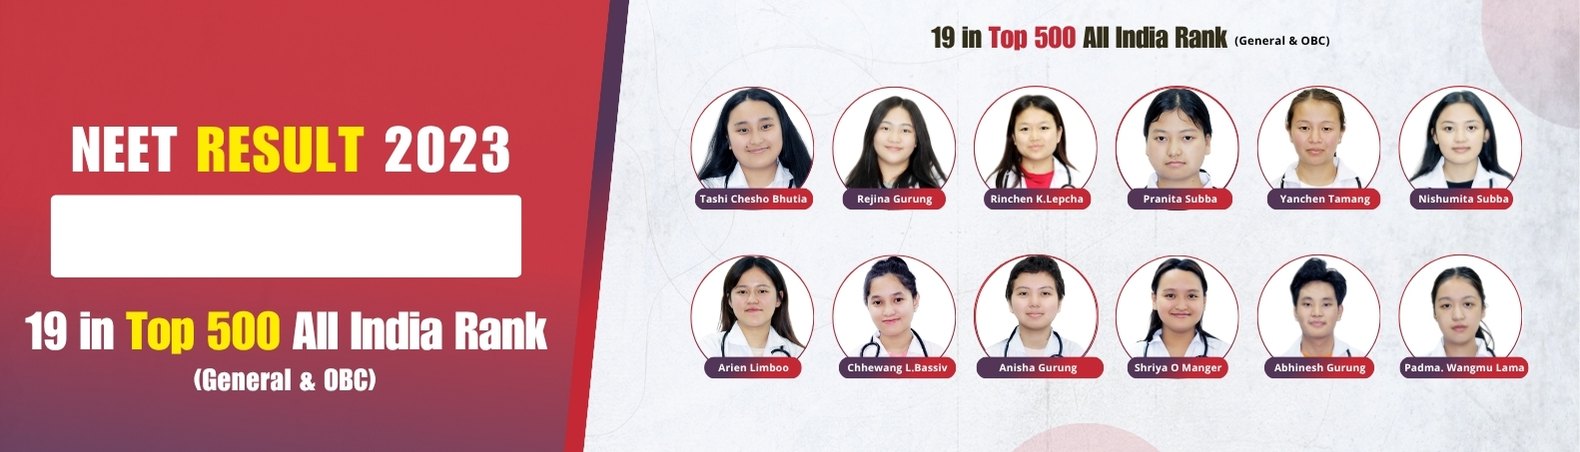 NEET RESULT 2023
19 in Top 500 All India Rank
(General & OBC)
19 in Top 500 All India Rank (General & OBC)
Tashi Chesho Bhutia
Rejina Gurung
Rinchen K.Lepcha
Pranita Subba
Yanchen Tamang
Nishumita Subba
Arien Limboo
Chhewang L.Bassiv
Anisha Gurung
Shriya O Manger
Abhinesh Gurung
Padma. Wangmu Lama